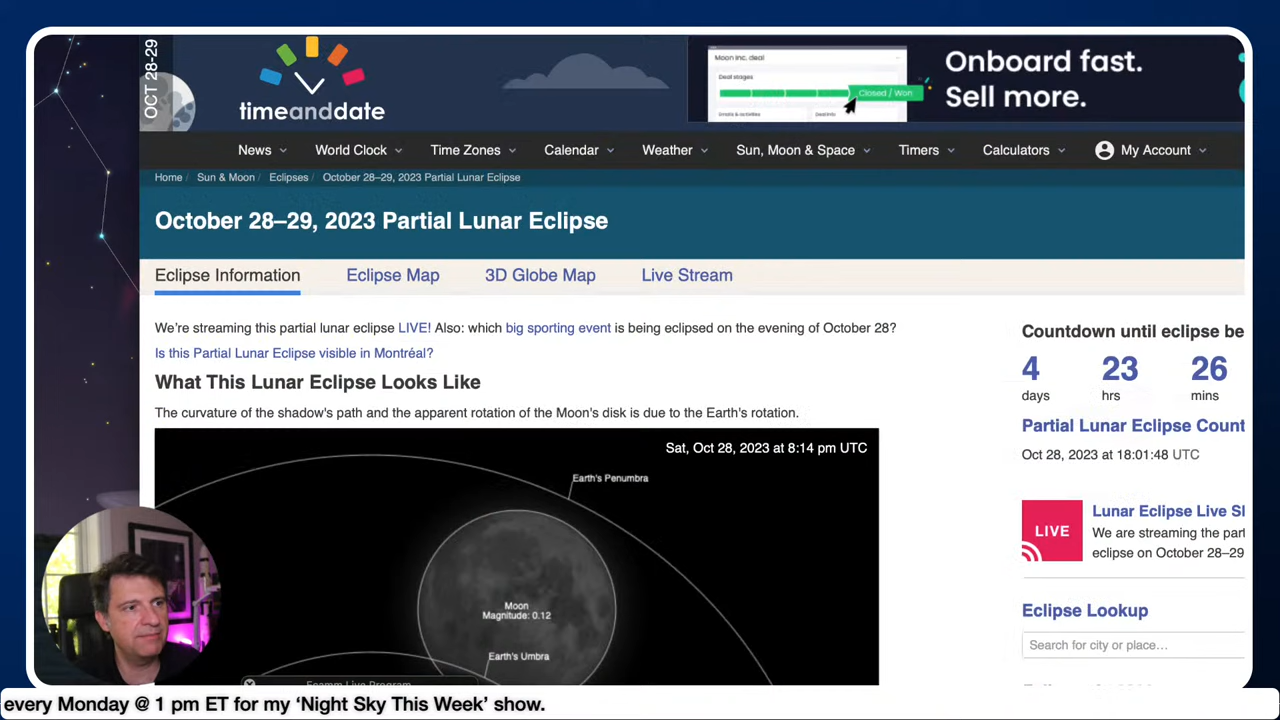 OCT 28-29
timeanddate
Moon Inc. deal
Deal stages
Closed / Won
Emails & activities
Onboard fast.
Sell more.
News
World Clock
Time Zones
Calendar
Weather
Sun, Moon & Space
Timers
Calculators
My Account
Home / Sun & Moon / Eclipses / October 28–29, 2023 Partial Lunar Eclipse
October 28–29, 2023 Partial Lunar Eclipse
Eclipse Information
Eclipse Map
3D Globe Map
Live Stream
We're streaming this partial lunar eclipse LIVE! Also: which big sporting event is being eclipsed on the evening of October 28?
Is this Partial Lunar Eclipse visible in Montréal?
What This Lunar Eclipse Looks Like
The curvature of the shadow's path and the apparent rotation of the Moon's disk is due to the Earth's rotation.
Sat, Oct 28, 2023 at 8:14 pm UTC
Earth's Penumbra
Moon
Magnitude: 0.12
Earth's Umbra
Countdown until eclipse be
4 23 26
days hrs mins
Partial Lunar Eclipse Count
Oct 28, 2023 at 18:01:48 UTC
LIVE
Lunar Eclipse Live S
We are streaming the part
eclipse on October 28–29
Eclipse Lookup
Search for city or place…
every Monday @ 1 pm ET for my 'Night Sky This Week' show.